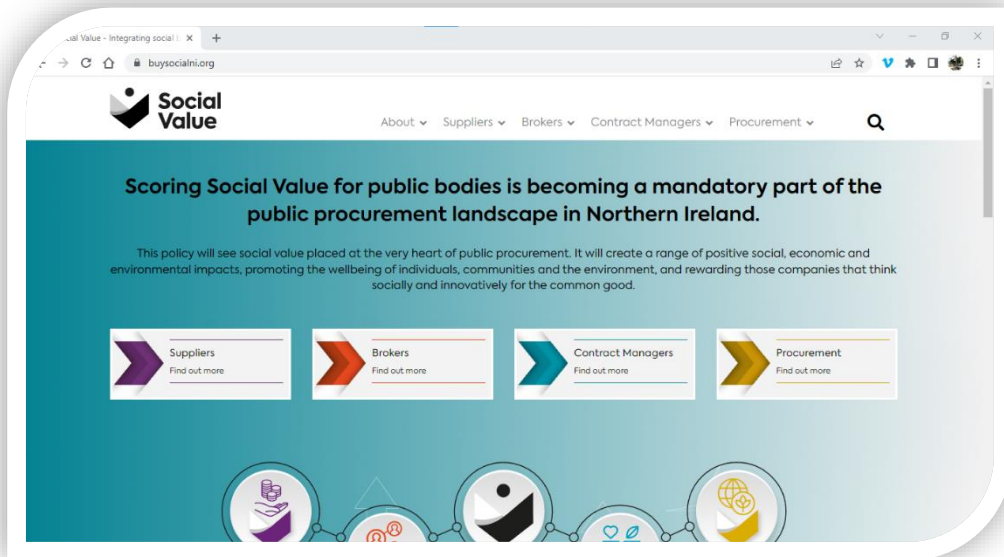 cial Value - Integrating social
buysocialni.org
Social
Value
About
Suppliers
Brokers
Contract Managers
Procurement
Scoring Social Value for public bodies is becoming a mandatory part of the
public procurement landscape in Northern Ireland.
This policy will see social value placed at the very heart of public procurement. It will create a range of positive social, economic and
environmental impacts, promoting the wellbeing of individuals, communities and the environment, and rewarding those companies that think
socially and innovatively for the common good.
Suppliers
Find out more
Brokers
Find out more
Contract Managers
Find out more
Procurement
Find out more